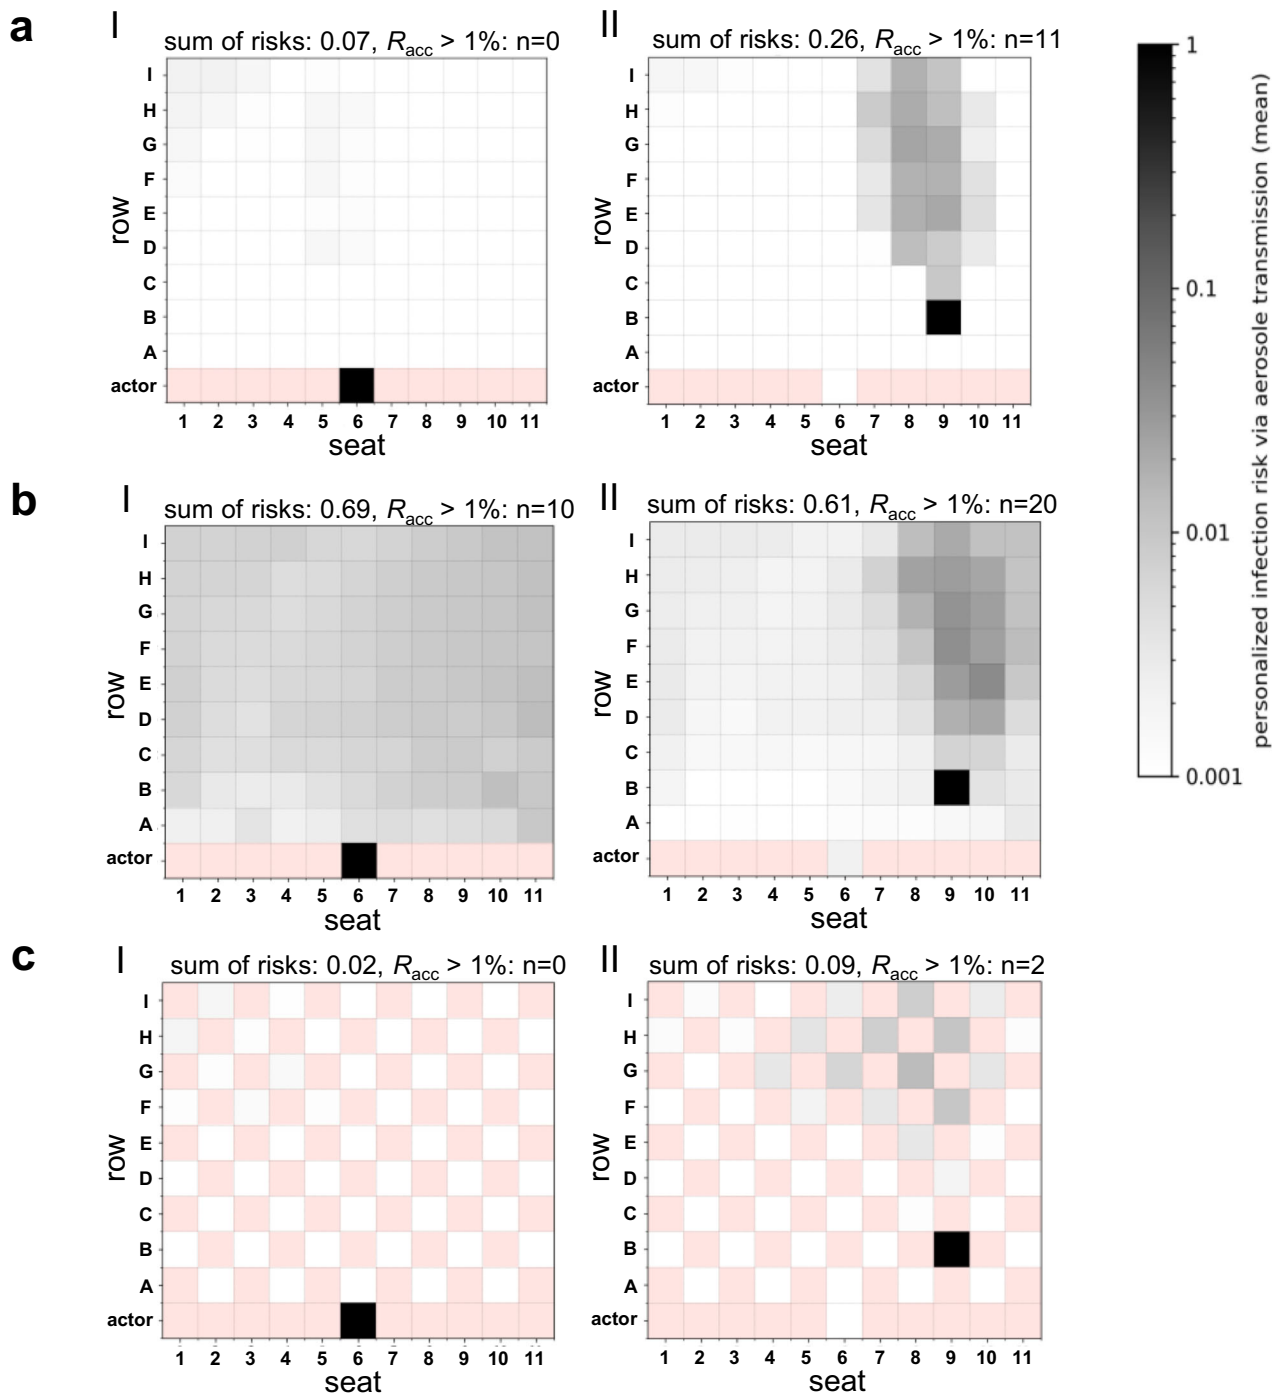 a
I
sum of risks: 0.07, Racc > 1%: n=0
I
H
G
F
E
D
C
B
A
actor
row
1 2 3 4 5 6 7 8 9 10 11
seat
II
sum of risks: 0.26, Racc > 1%: n=11
I
H
G
F
E
D
C
B
A
actor
row
1 2 3 4 5 6 7 8 9 10 11
seat
b
I
sum of risks: 0.69, Racc > 1%: n=10
I
H
G
F
E
D
C
B
A
actor
row
1 2 3 4 5 6 7 8 9 10 11
seat
II
sum of risks: 0.61, Racc > 1%: n=20
I
H
G
F
E
D
C
B
A
actor
row
1 2 3 4 5 6 7 8 9 10 11
seat
c
I
sum of risks: 0.02, Racc > 1%: n=0
I
H
G
F
E
D
C
B
A
actor
row
1 2 3 4 5 6 7 8 9 10 11
seat
II
sum of risks: 0.09, Racc > 1%: n=2
I
H
G
F
E
D
C
B
A
actor
row
1 2 3 4 5 6 7 8 9 10 11
seat
1
0.1
0.01
0.001
personalized infection risk via aerosole transmission (mean)